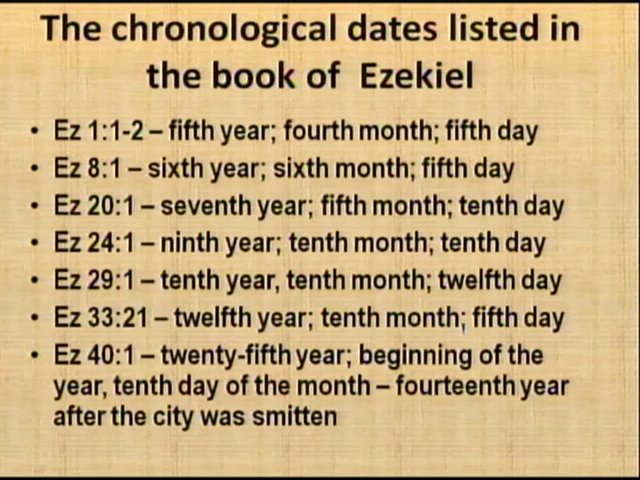 The chronological dates listed in
the book of Ezekiel
• Ez 1:1-2 – fifth year; fourth month; fifth day
• Ez 8:1 – sixth year; sixth month; fifth day
• Ez 20:1 – seventh year; fifth month; tenth day
• Ez 24:1 – ninth year; tenth month; tenth day
• Ez 29:1 – tenth year, tenth month; twelfth day
• Ez 33:21 – twelfth year; tenth month; fifth day
• Ez 40:1 – twenty-fifth year; beginning of the
year, tenth day of the month – fourteenth year
after the city was smitten